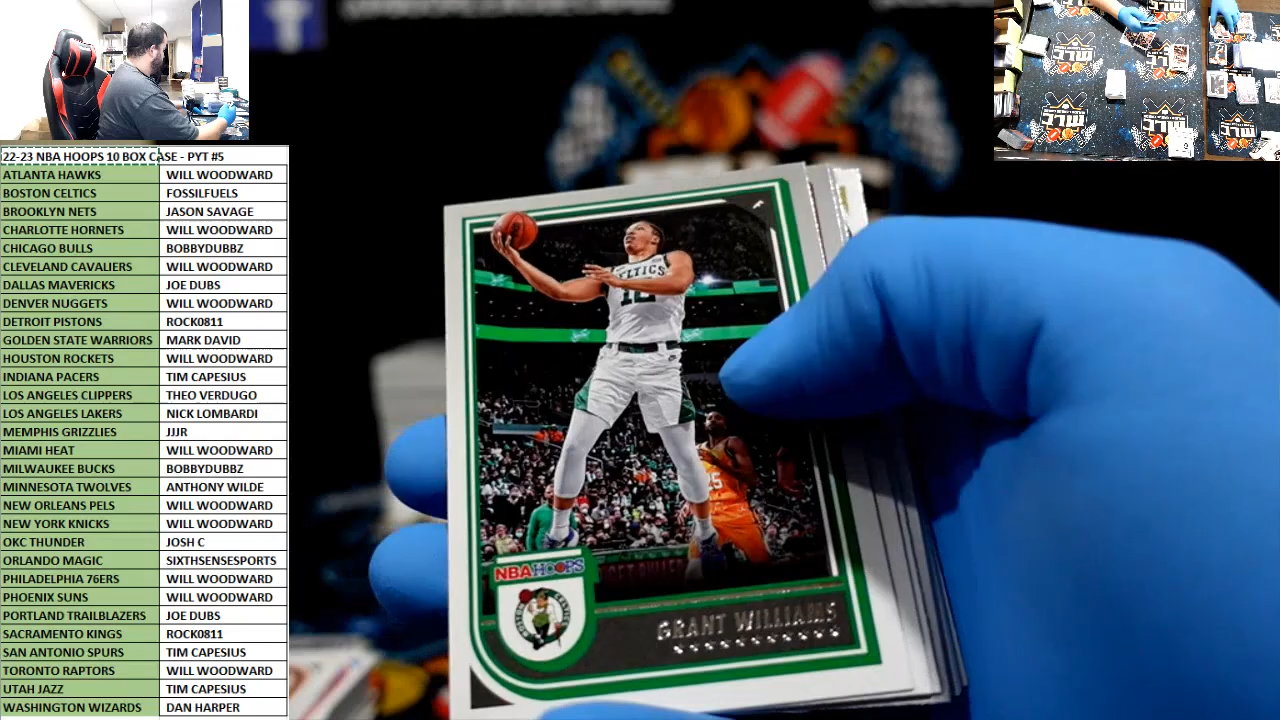 22-23 NBA HOOPS 10 BOX CASE - PYT #5
ATLANTA HAWKS WILL WOODWARD
BOSTON CELTICS FOSSILFUELS
BROOKLYN NETS JASON SAVAGE
CHARLOTTE HORNETS WILL WOODWARD
CHICAGO BULLS BOBBYDUBBZ
CLEVELAND CAVALIERS WILL WOODWARD
DALLAS MAVERICKS JOE DUBS
DENVER NUGGETS WILL WOODWARD
DETROIT PISTONS ROCK0811
GOLDEN STATE WARRIORS MARK DAVID
HOUSTON ROCKETS WILL WOODWARD
INDIANA PACERS TIM CAPESIUS
LOS ANGELES CLIPPERS THEO VERDUGO
LOS ANGELES LAKERS NICK LOMBARDI
MEMPHIS GRIZZLIES JJJR
MIAMI HEAT WILL WOODWARD
MILWAUKEE BUCKS BOBBYDUBBZ
MINNESOTA TWOLVES ANTHONY WILDE
NEW ORLEANS PELS WILL WOODWARD
NEW YORK KNICKS WILL WOODWARD
OKC THUNDER JOSH C
ORLANDO MAGIC SIXTHSENSESPORTS
PHILADELPHIA 76ERS WILL WOODWARD
PHOENIX SUNS WILL WOODWARD
PORTLAND TRAILBLAZERS JOE DUBS
SACRAMENTO KINGS ROCK0811
SAN ANTONIO SPURS TIM CAPESIUS
TORONTO RAPTORS WILL WOODWARD
UTAH JAZZ TIM CAPESIUS
WASHINGTON WIZARDS DAN HARPER
CELTICS
12
25
NBA HOOPS
GRANT WILLIAMS